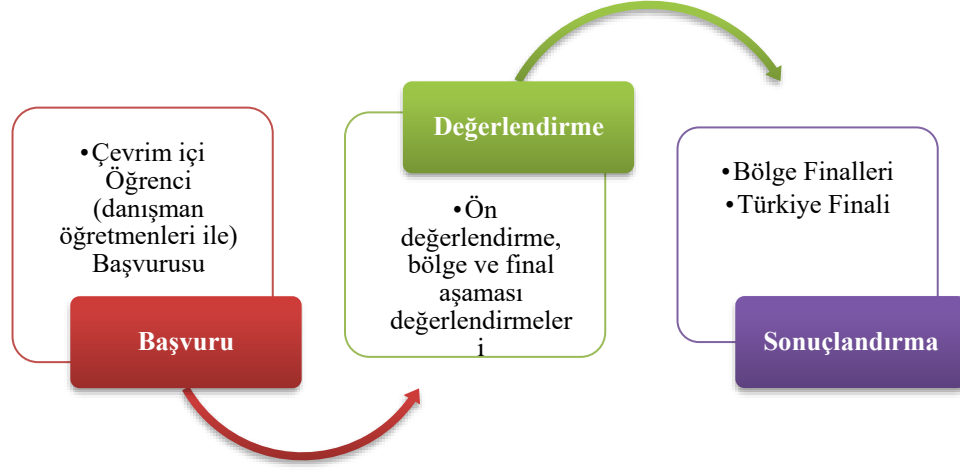 •Çevrim içi
Öğrenci
(danışman
öğretmenleri ile)
Başvurusu
Başvuru
Değerlendirme
•Ön
değerlendirme,
bölge ve final
aşaması
değerlendirmeler
i
•Bölge Finalleri
•Türkiye Finali
Sonuçlandırma